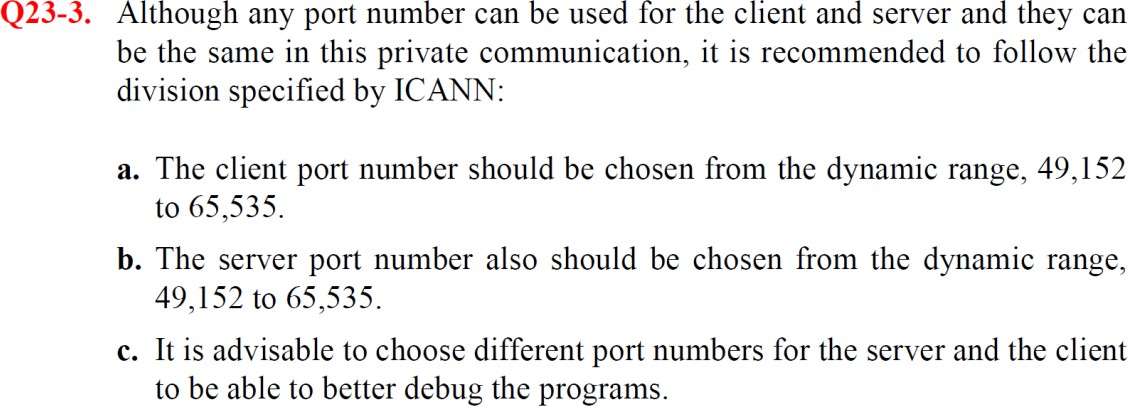 Q23-3. Although any port number can be used for the client and server and they can
be the same in this private communication, it is recommended to follow the
division specified by ICANN:
a. The client port number should be chosen from the dynamic range, 49,152
to 65,535.
b. The server port number also should be chosen from the dynamic range,
49,152 to 65,535.
c. It is advisable to choose different port numbers for the server and the client
to be able to better debug the programs.